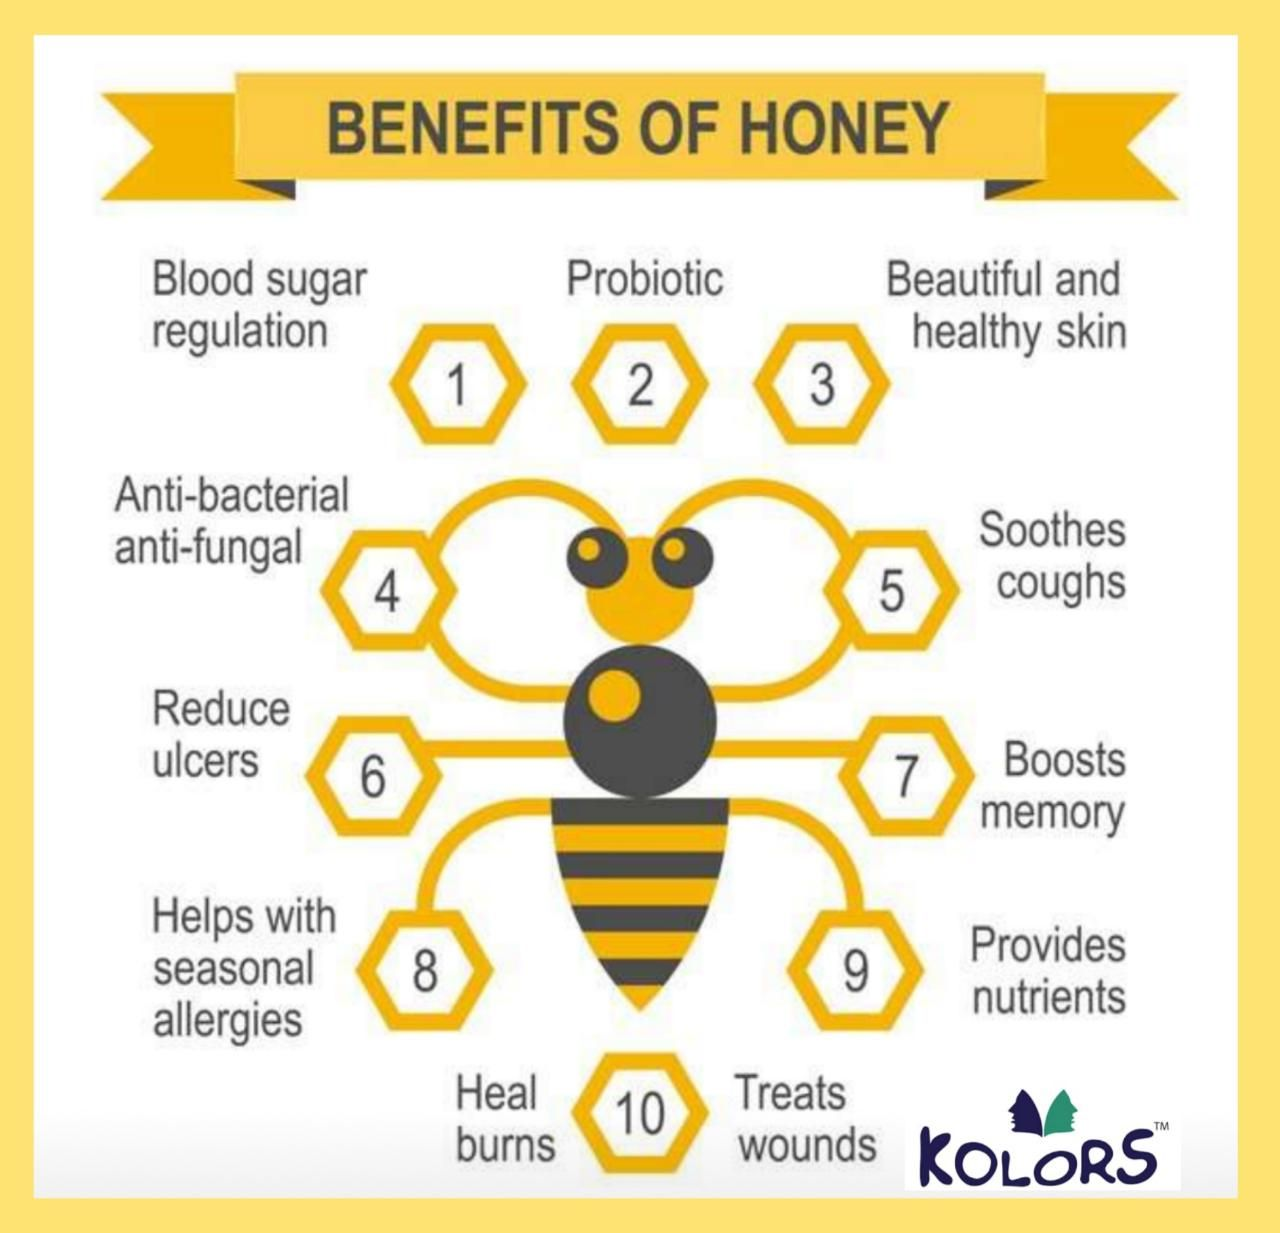 BENEFITS OF HONEY
Blood sugar
regulation
1
Probiotic
2
Beautiful and
healthy skin
3
Anti-bacterial
anti-fungal
4
Soothes
coughs
5
Reduce
ulcers
6
Boosts
memory
7
Helps with
seasonal
allergies
8
Provides
nutrients
9
Heal
burns
10
Treats
wounds
KOLORS™